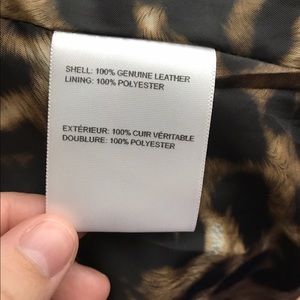 SHELL: 100% GENUINE LEATHER
LINING: 100% POLYESTER
EXTÉRIEUR: 100% CUIR VÉRITABLE
DOUBLURE: 100% POLYESTER